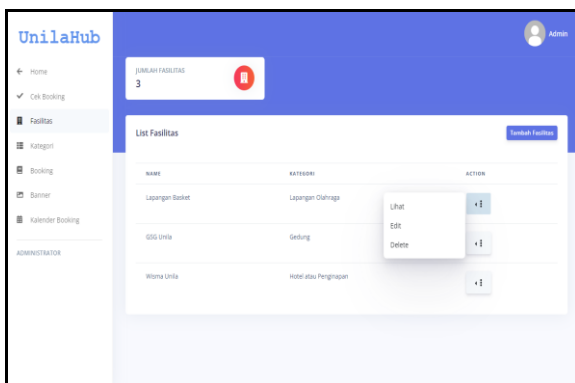 UnilaHub
Admin
Home
Cek Booking
Fasilitas
Kategori
Booking
Banner
Kalender Booking
ADMINISTRATOR
JUMLAH FASILITAS
3
List Fasilitas
Tambah Fasilitas
NAME KATEGORI ACTION
Lapangan Basket Lapangan Olahraga
Lihat
Edit
Delete
GSG Unila Gedung
Wisma Unila Hotel atau Penginapan